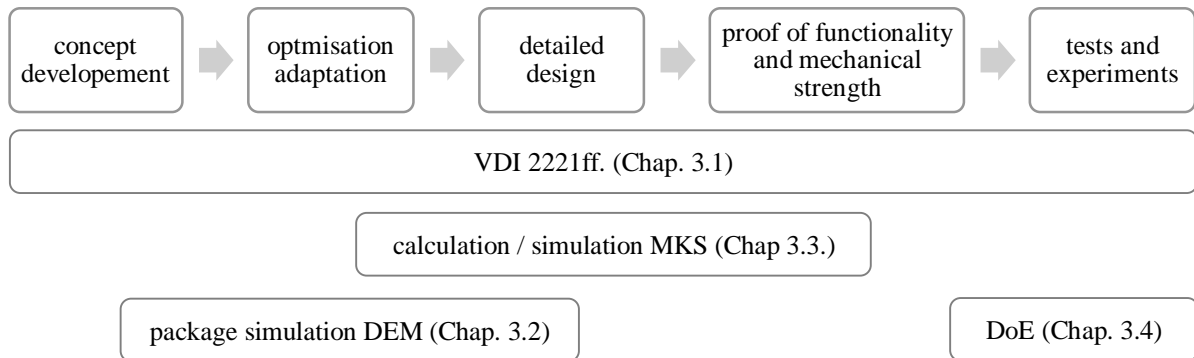 concept
developement
optmisation
adaptation
detailed
design
proof of functionality
and mechanical
strength
tests and
experiments
VDI 2221ff. (Chap. 3.1)
calculation / simulation MKS (Chap 3.3.)
package simulation DEM (Chap. 3.2)
DoE (Chap. 3.4)